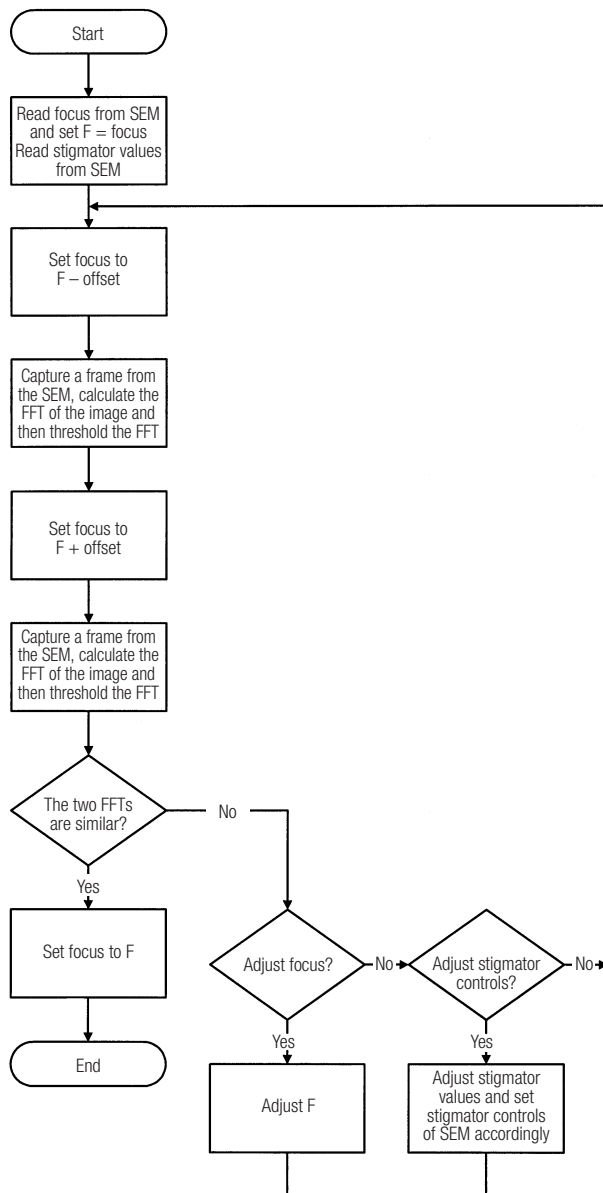 Start
Read focus from SEM
and set F = focus
Read stigmator values
from SEM
Set focus to
F – offset
Capture a frame from
the SEM, calculate the
FFT of the image and
then threshold the FFT
Set focus to
F + offset
Capture a frame from
the SEM, calculate the
FFT of the image and
then threshold the FFT
The two FFTs
are similar?
No
Yes
Set focus to F
Adjust focus?
No
Adjust stigmator
controls?
No
End
Yes
Yes
Adjust F
Adjust stigmator
values and set
stigmator controls
of SEM accordingly